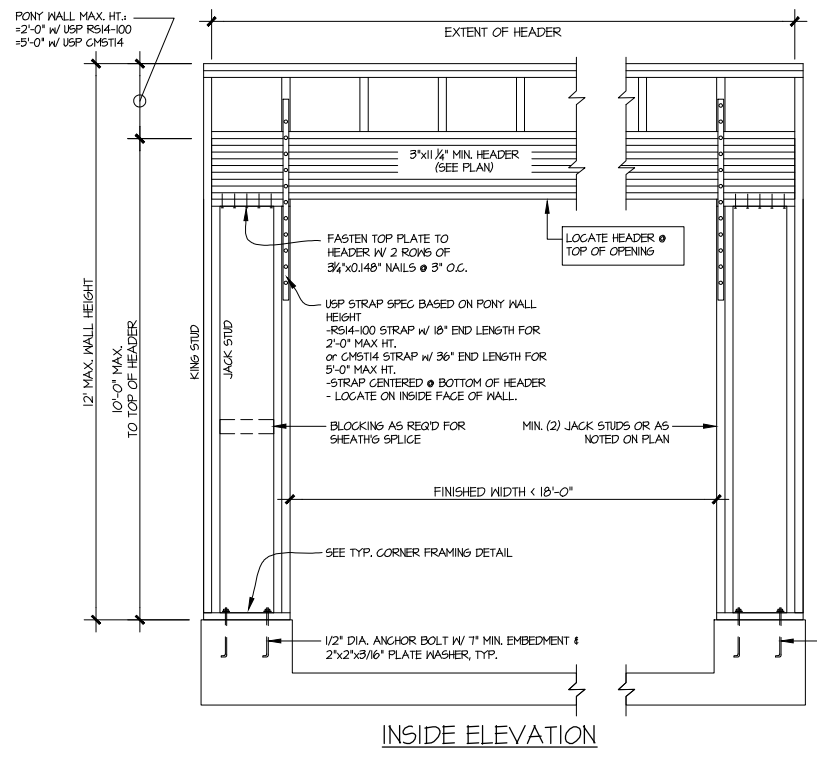 PONY WALL MAX. HT.:
=2'-0" W/ USP RS14-100
=5'-0" W/ USP CMST14
EXTENT OF HEADER
3"x11 1/4" MIN. HEADER
(SEE PLAN)
FASTEN TOP PLATE TO
HEADER W/ 2 ROWS OF
3 1/4"x0.148" NAILS @ 3" O.C.
LOCATE HEADER @
TOP OF OPENING
USP STRAP SPEC BASED ON PONY WALL
HEIGHT
-RS14-100 STRAP w/ 18" END LENGTH FOR
2'-0" MAX HT.
or CMST14 STRAP w/ 36" END LENGTH FOR
5'-0" MAX HT.
-STRAP CENTERED @ BOTTOM OF HEADER
- LOCATE ON INSIDE FACE OF WALL.
12' MAX. WALL HEIGHT
10'-0" MAX.
TO TOP OF HEADER
KING STUD
JACK STUD
BLOCKING AS REQ'D FOR
SHEATH'G SPLICE
MIN. (2) JACK STUDS OR AS
NOTED ON PLAN
FINISHED WIDTH < 18'-0"
SEE TYP. CORNER FRAMING DETAIL
1/2" DIA. ANCHOR BOLT W/ 7" MIN. EMBEDMENT &
2"x2"x3/16" PLATE WASHER, TYP.
INSIDE ELEVATION